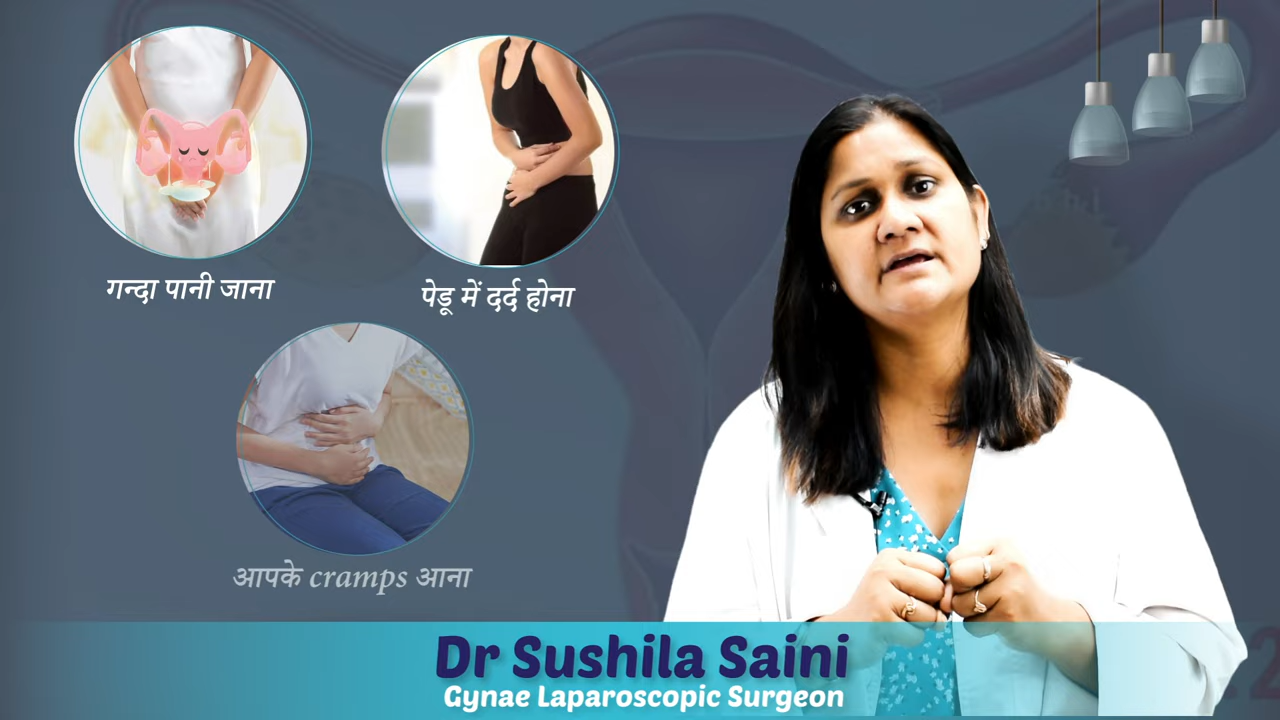 गन्दा पानी जाना
पेडू में दर्द होना
आपके cramps आना
Dr Sushila Saini
Gynae Laparoscopic Surgeon